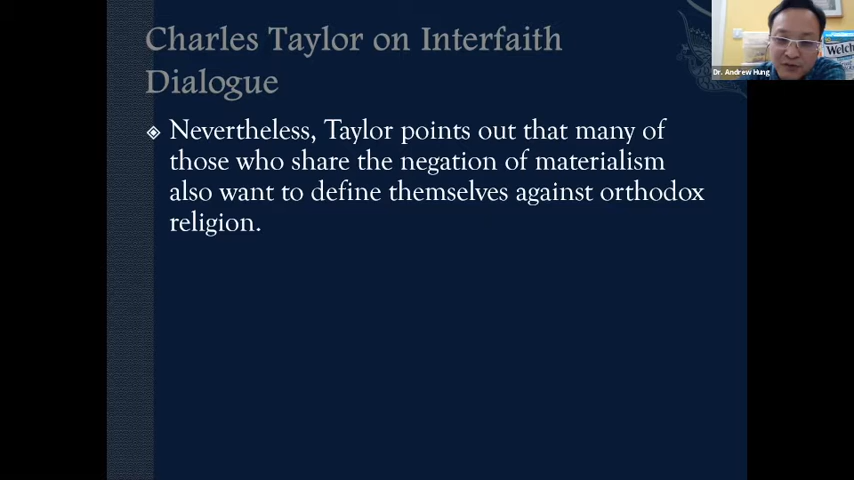 Charles Taylor on Interfaith
Dialogue
Nevertheless, Taylor points out that many of
those who share the negation of materialism
also want to define themselves against orthodox
religion.
Dr. Andrew Hung
Welch